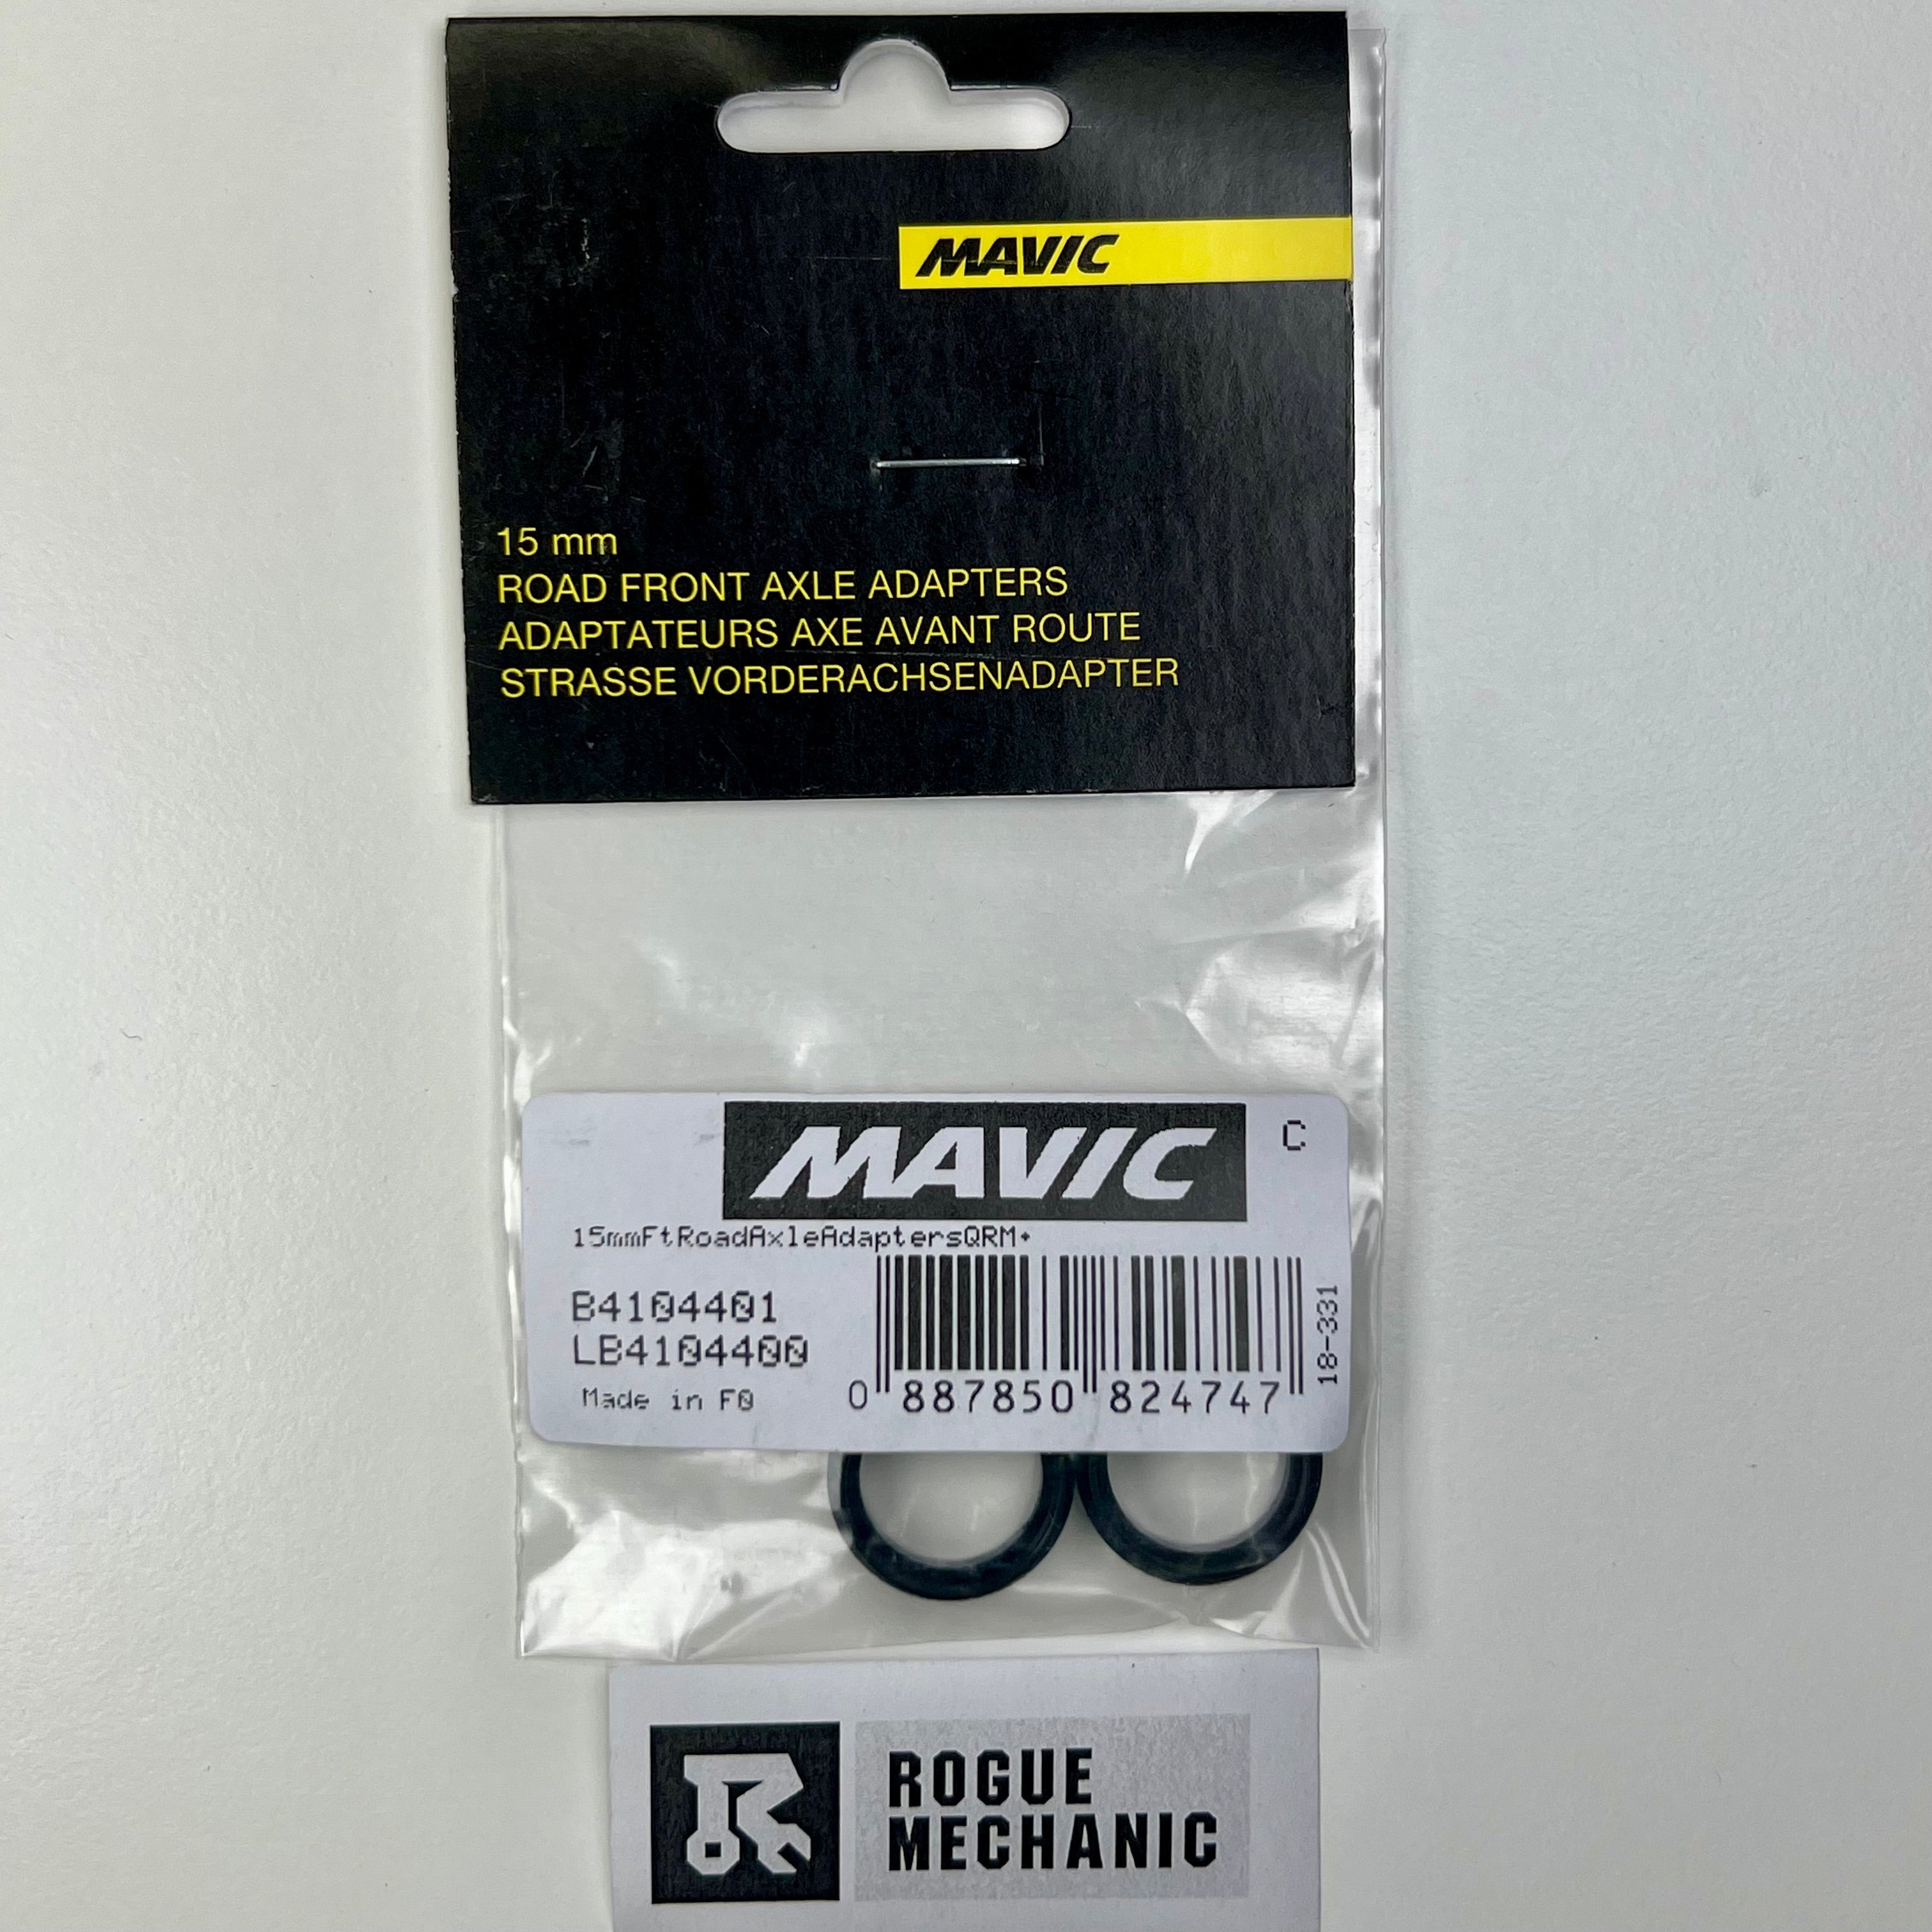 MAVIC
15 mm
ROAD FRONT AXLE ADAPTERS
ADAPTATEURS AXE AVANT ROUTE
STRASSE VORDERACHSENADAPTER
MAVIC
C
15mmFtRoadAxleAdaptersQRM+
B4104401
LB4104400
Made in F0
0 887850 824747
18-331
ROGUE
MECHANIC